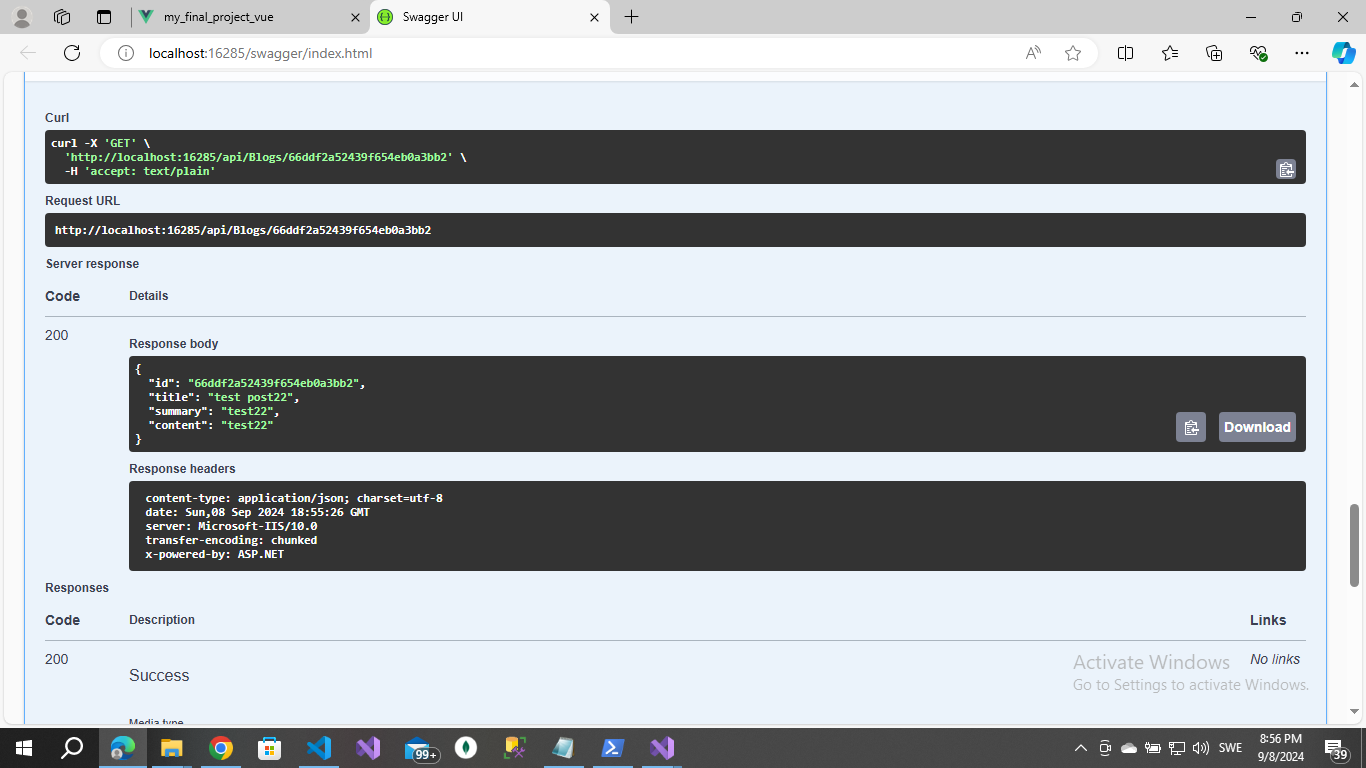 my_final_project_vue
Swagger UI
localhost:16285/swagger/index.html
Curl
curl -X 'GET' \
'http://localhost:16285/api/Blogs/66ddf2a52439f654eb0a3bb2' \
-H 'accept: text/plain'
Request URL
http://localhost:16285/api/Blogs/66ddf2a52439f654eb0a3bb2
Server response
Code Details
200
Response body
{
"id": "66ddf2a52439f654eb0a3bb2",
"title": "test post22",
"summary": "test22",
"content": "test22"
}
Download
Response headers
content-type: application/json; charset=utf-8
date: Sun,08 Sep 2024 18:55:26 GMT
server: Microsoft-IIS/10.0
transfer-encoding: chunked
x-powered-by: ASP.NET
Responses
Code Description Links
200 No links
Success
Media type
Activate Windows
Go to Settings to activate Windows.
99+
SWE
8:56 PM
9/8/2024
39